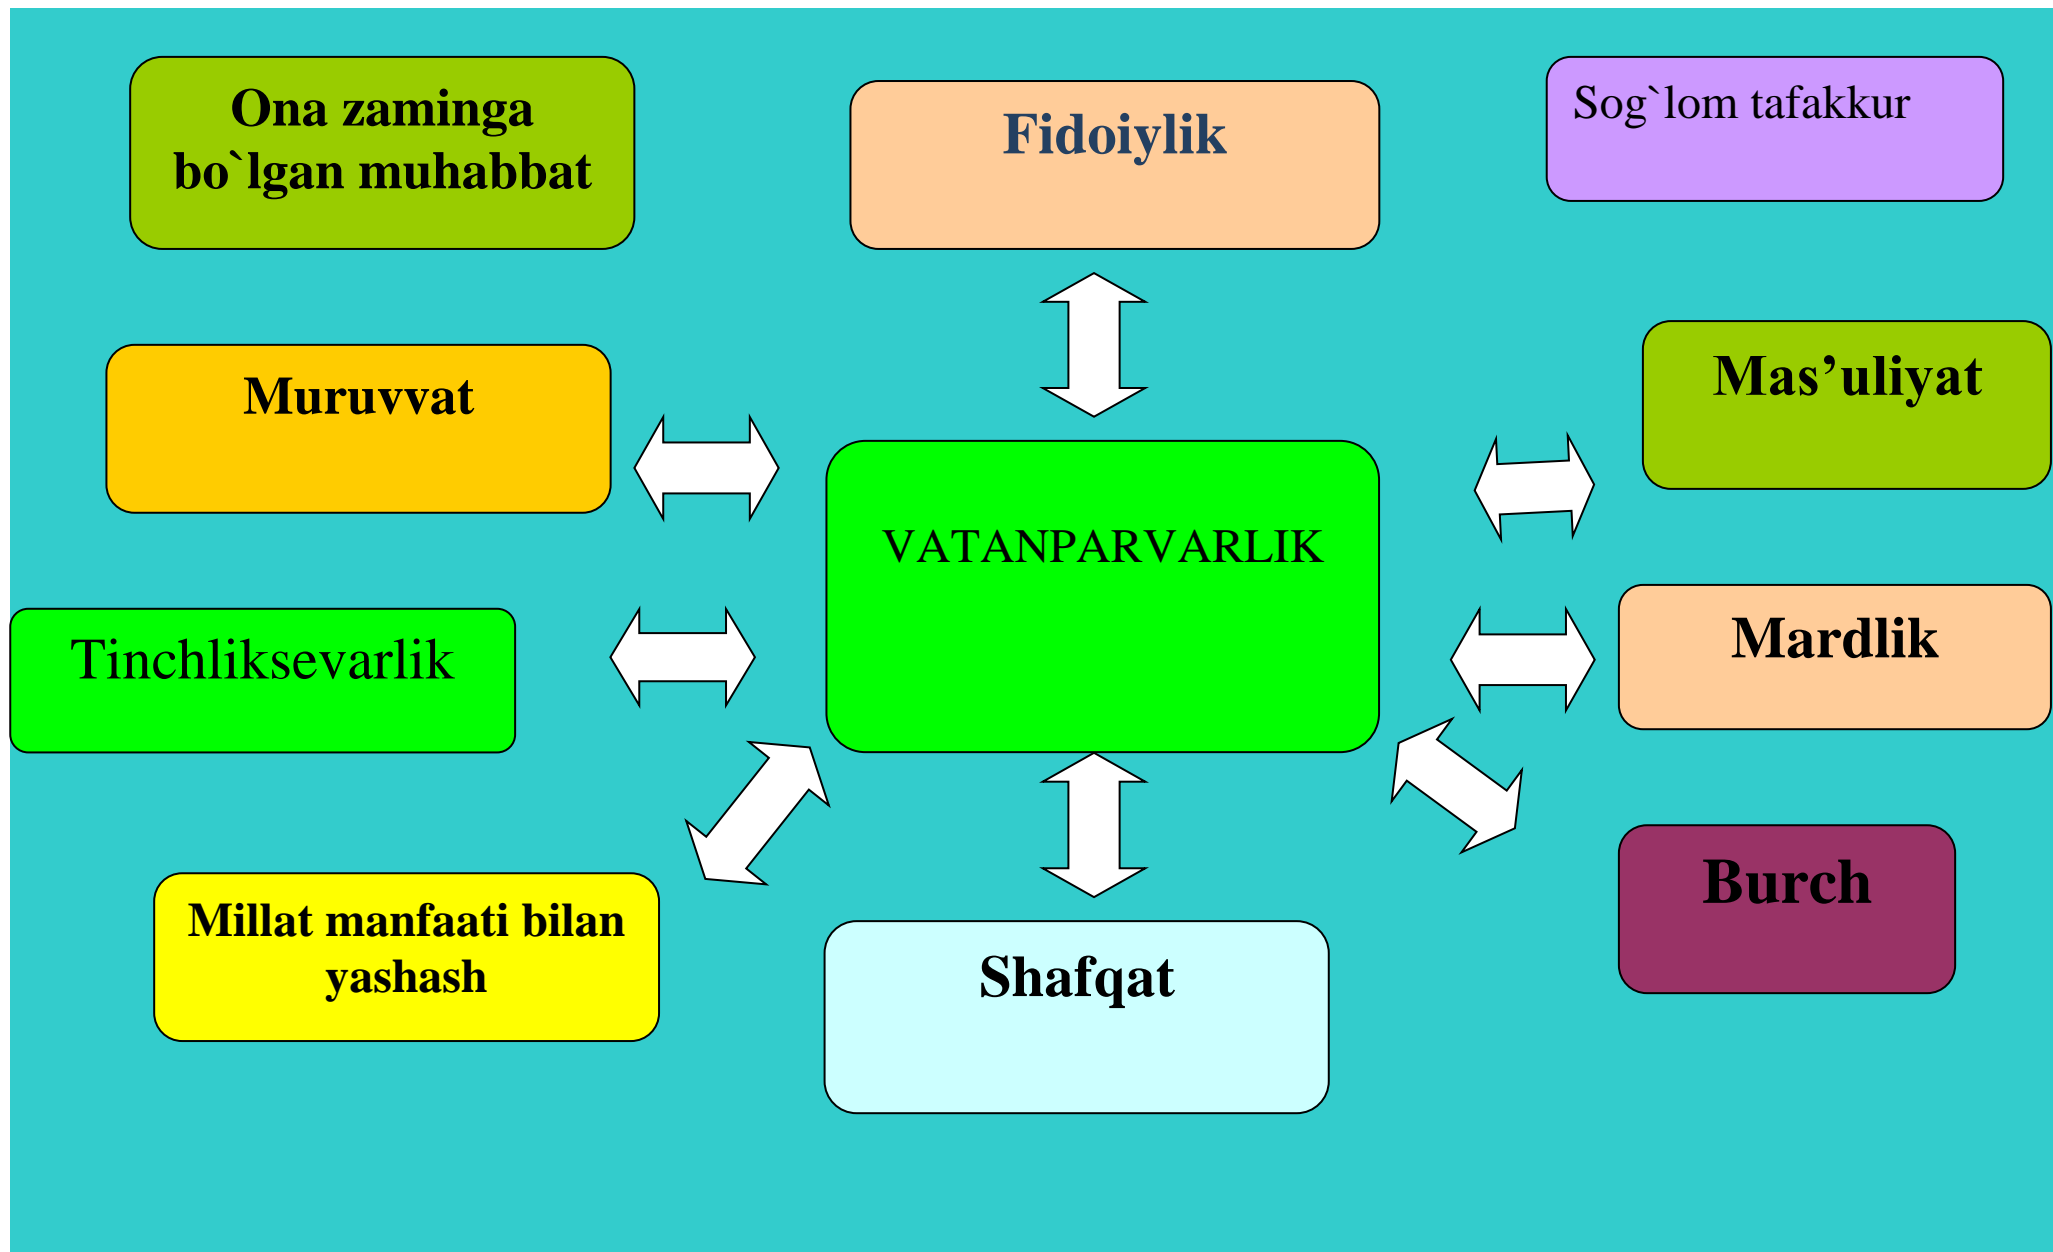 Ona zaminga
bo`lgan muhabbat
Fidoiylik
Sog`lom tafakkur
Muruvvat
Mas’uliyat
VATANPARVARLIK
Tinchliksevarlik
Mardlik
Millat manfaati bilan
yashash
Shafqat
Burch